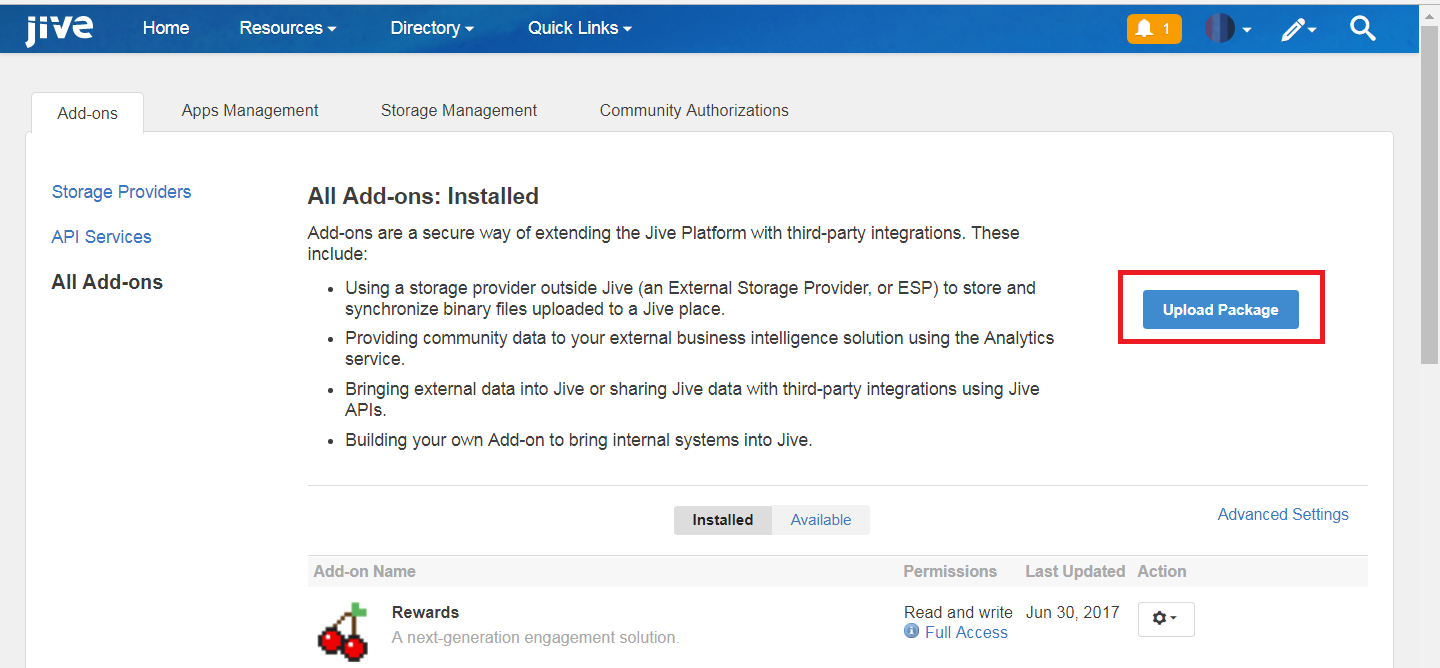 jive Home Resources Directory Quick Links 1
Add-ons Apps Management Storage Management Community Authorizations
Storage Providers
API Services
All Add-ons
All Add-ons: Installed
Add-ons are a secure way of extending the Jive Platform with third-party integrations. These
include:
• Using a storage provider outside Jive (an External Storage Provider, or ESP) to store and
synchronize binary files uploaded to a Jive place.
• Providing community data to your external business intelligence solution using the Analytics
service.
• Bringing external data into Jive or sharing Jive data with third-party integrations using Jive
APIs.
• Building your own Add-on to bring internal systems into Jive.
Upload Package
Installed Available Advanced Settings
Add-on Name Permissions Last Updated Action
Rewards Read and write Jun 30, 2017
A next-generation engagement solution. Full Access